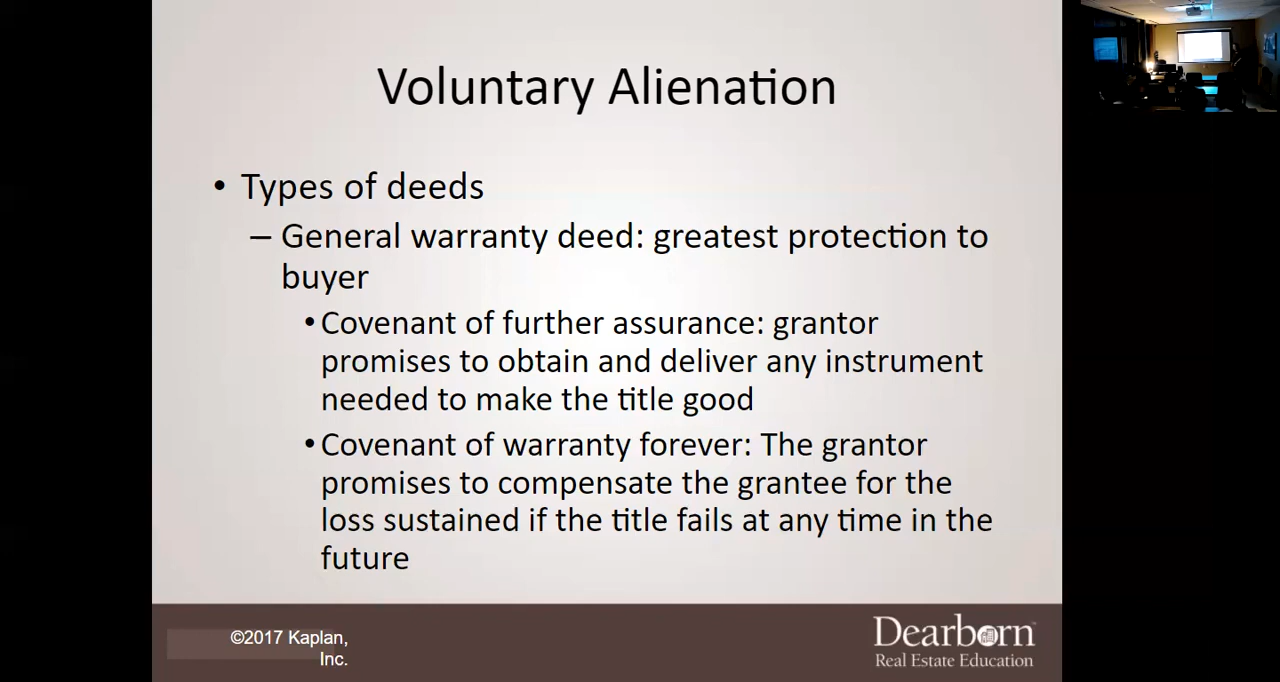 Voluntary Alienation
• Types of deeds
– General warranty deed: greatest protection to
buyer
• Covenant of further assurance: grantor
promises to obtain and deliver any instrument
needed to make the title good
• Covenant of warranty forever: The grantor
promises to compensate the grantee for the
loss sustained if the title fails at any time in the
future
©2017 Kaplan,
Inc.
Dearborn™
Real Estate Education